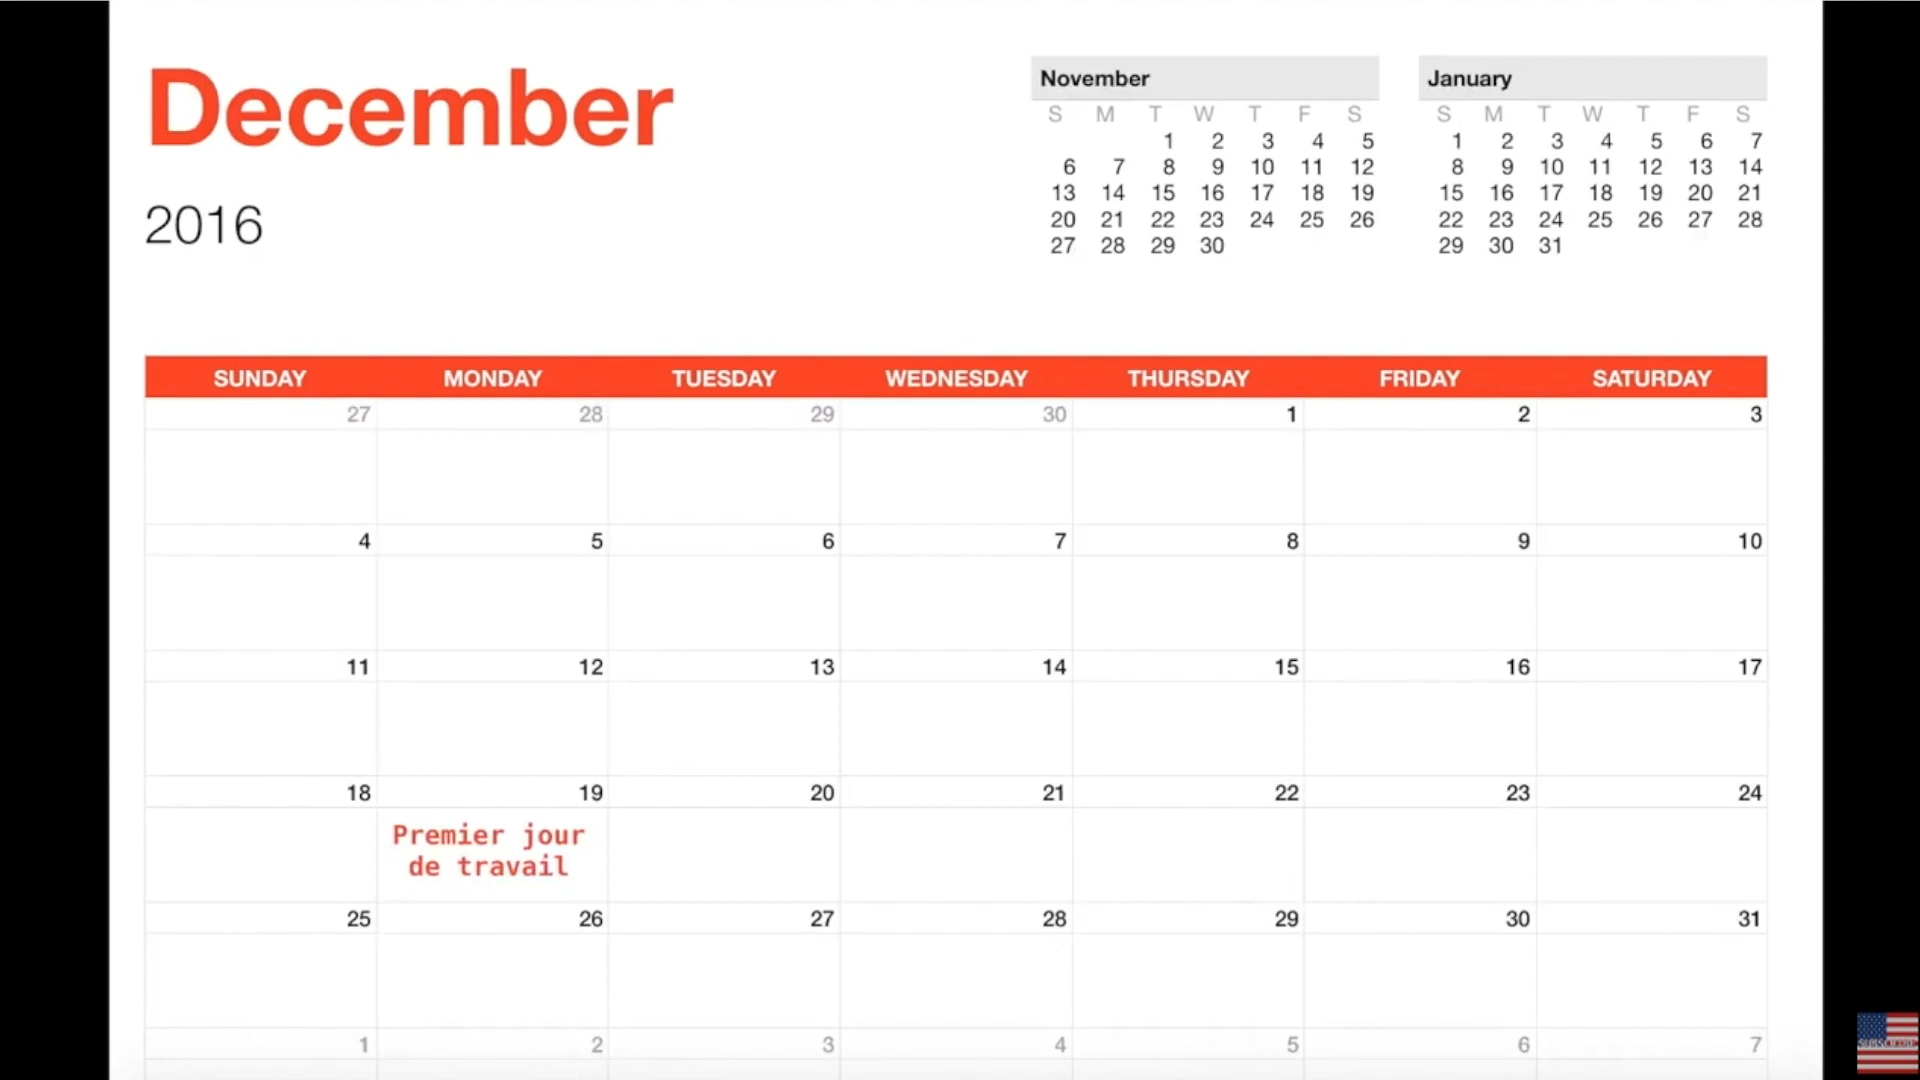 December
2016
November
S M T W T F S
1 2 3 4 5
6 7 8 9 10 11 12
13 14 15 16 17 18 19
20 21 22 23 24 25 26
27 28 29 30
January
S M T W T F S
1 2 3 4 5 6 7
8 9 10 11 12 13 14
15 16 17 18 19 20 21
22 23 24 25 26 27 28
29 30 31
SUNDAY MONDAY TUESDAY WEDNESDAY THURSDAY FRIDAY SATURDAY
27 28 29 30 1 2 3
4 5 6 7 8 9 10
11 12 13 14 15 16 17
18 19 20 21 22 23 24
Premier jour
de travail
25 26 27 28 29 30 31
1 2 3 4 5 6 7
SUBSCRIBE